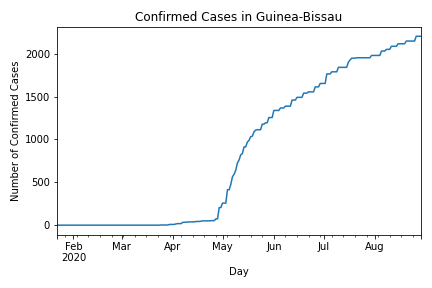 Confirmed Cases in Guinea-Bissau
Number of Confirmed Cases
2000
1500
1000
500
0
Feb Mar Apr May Jun Jul Aug
2020
Day